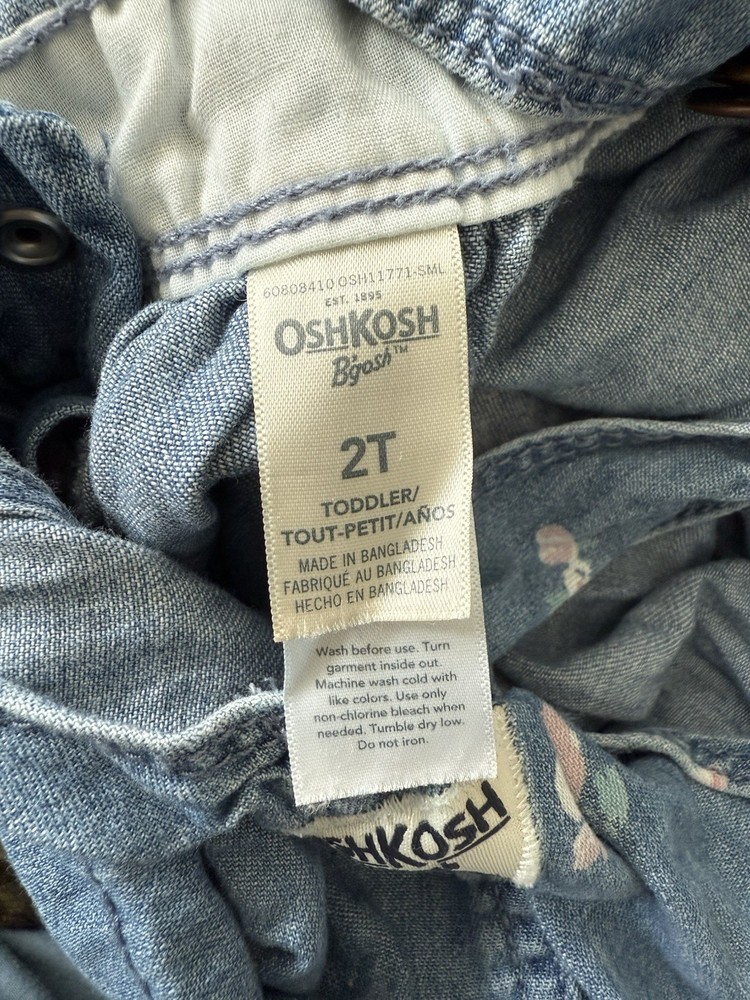 60808410 OSH11771-SML
EST. 1895
OSHKOSH
B'gosh™
2T
TODDLER/
TOUT-PETIT/AÑOS
MADE IN BANGLADESH
FABRIQUÉ AU BANGLADESH
HECHO EN BANGLADESH
Wash before use. Turn
garment inside out.
Machine wash cold with
like colors. Use only
non-chlorine bleach when
needed. Tumble dry low.
Do not iron.
SHKOSH